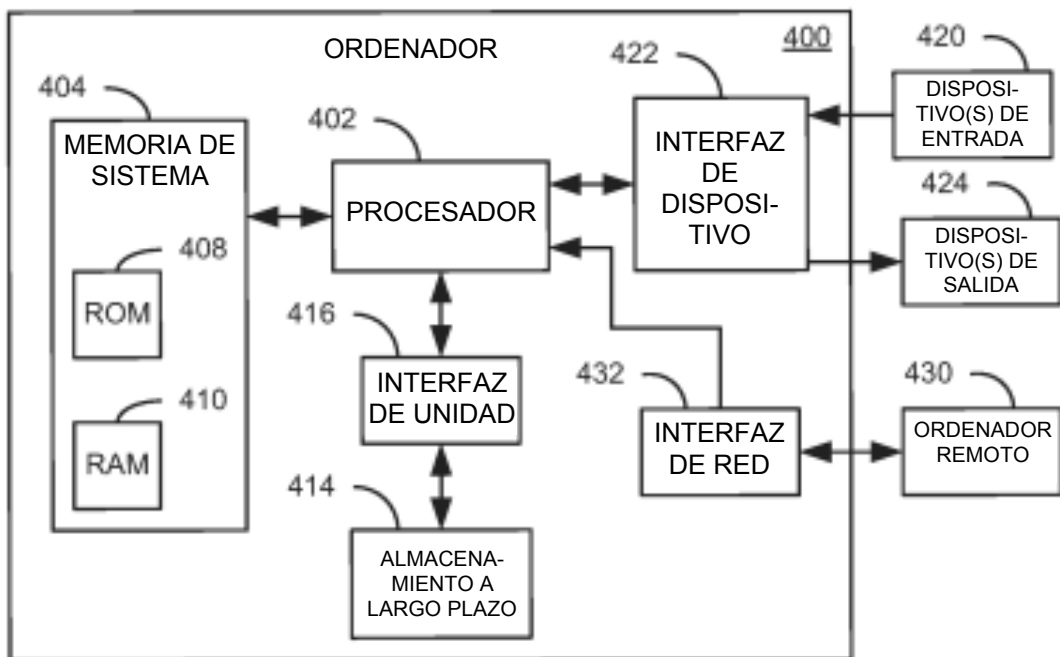 ORDENADOR
400
404
MEMORIA DE
SISTEMA
408
ROM
410
RAM
402
PROCESADOR
416
INTERFAZ
DE UNIDAD
414
ALMACENA-
MIENTO A
LARGO PLAZO
422
INTERFAZ
DE
DISPOSI-
TIVO
432
INTERFAZ
DE RED
420
DISPOSI-
TIVO(S) DE
ENTRADA
424
DISPOSI-
TIVO(S) DE
SALIDA
430
ORDENADOR
REMOTO